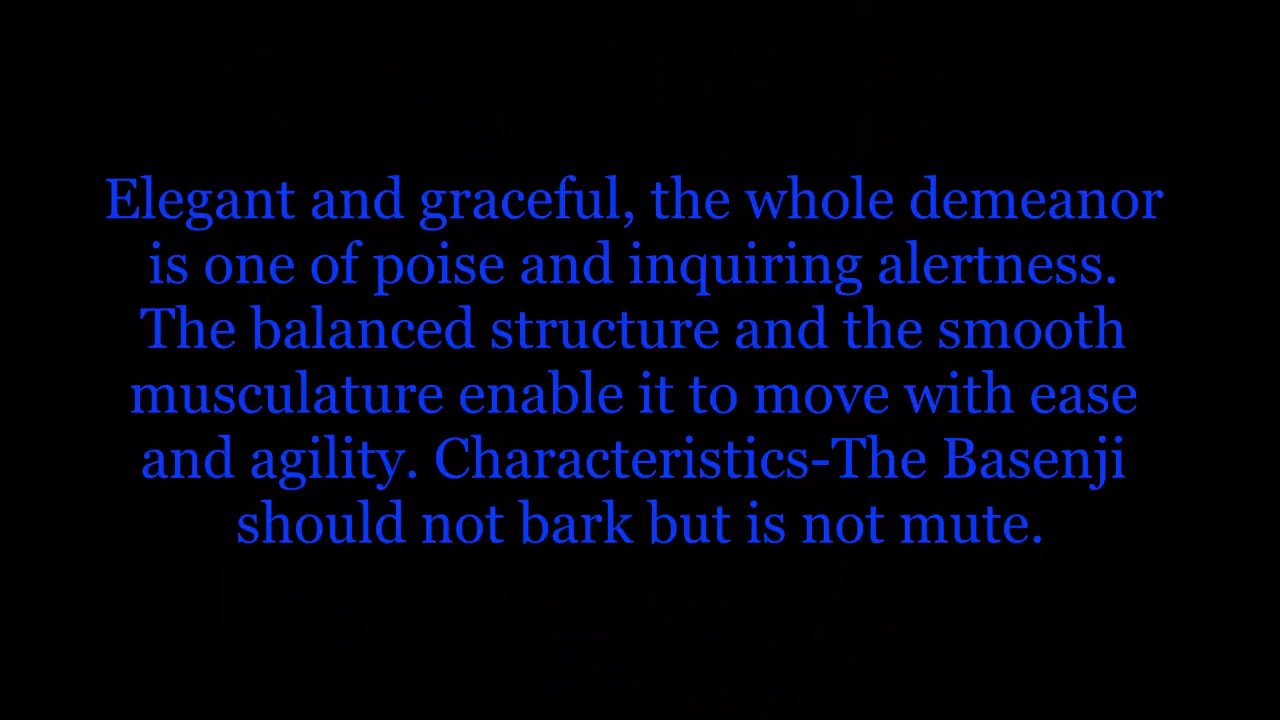 Elegant and graceful, the whole demeanor
is one of poise and inquiring alertness.
The balanced structure and the smooth
musculature enable it to move with ease
and agility. Characteristics-The Basenji
should not bark but is not mute.